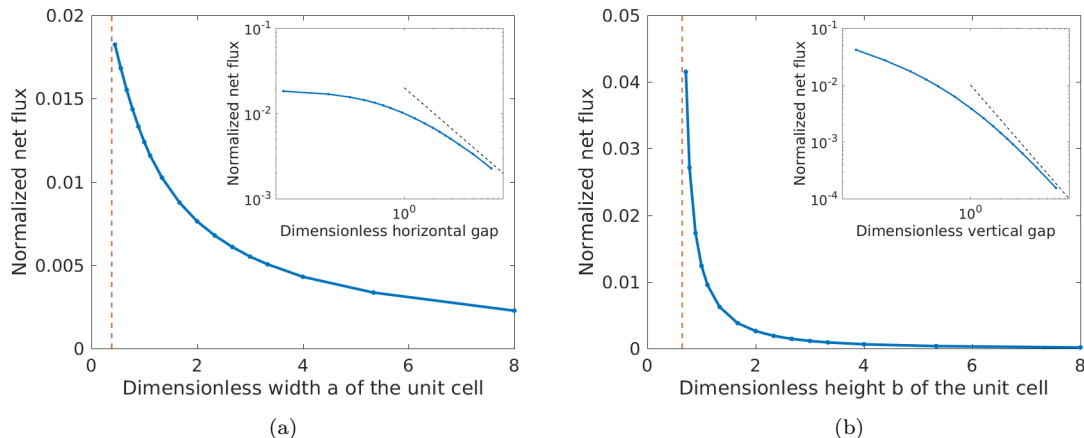 0.02
0.015
0.01
0.005
0
Normalized net flux
0 2 4 6 8
Dimensionless width a of the unit cell
10^-1
10^-2
10^-3
Normalized net flux
10^0
Dimensionless horizontal gap
(a)
0.05
0.04
0.03
0.02
0.01
0
Normalized net flux
0 2 4 6 8
Dimensionless height b of the unit cell
10^-1
10^-2
10^-3
10^-4
Normalized net flux
10^0
Dimensionless vertical gap
(b)